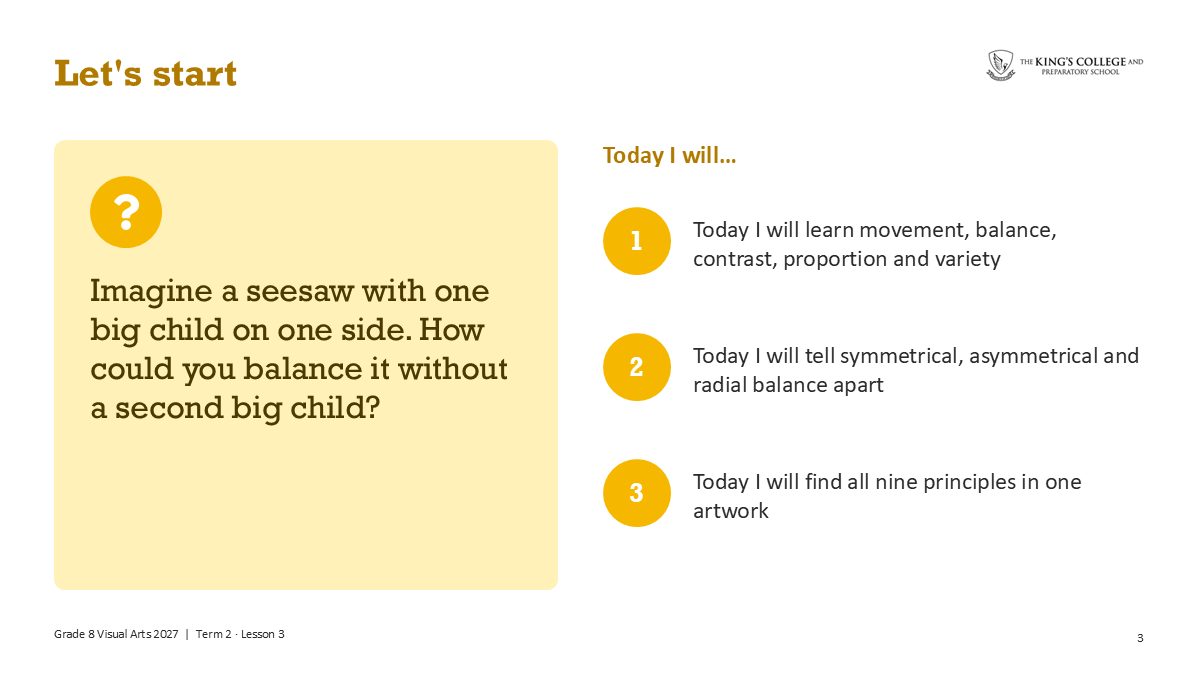 Let's start
THE KING'S COLLEGE AND
PREPARATORY SCHOOL
?
Imagine a seesaw with one
big child on one side. How
could you balance it without
a second big child?
Today I will...
1
Today I will learn movement, balance,
contrast, proportion and variety
2
Today I will tell symmetrical, asymmetrical and
radial balance apart
3
Today I will find all nine principles in one
artwork
Grade 8 Visual Arts 2027 | Term 2 · Lesson 3
3